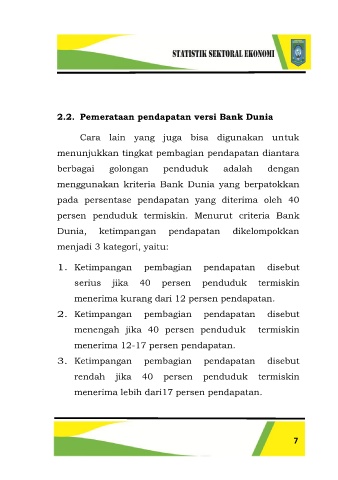 STATISTIK SEKTORAL EKONOMI
2.2. Pemerataan pendapatan versi Bank Dunia
Cara lain yang juga bisa digunakan untuk
menunjukkan tingkat pembagian pendapatan diantara
berbagai golongan penduduk adalah dengan
menggunakan kriteria Bank Dunia yang berpatokkan
pada persentase pendapatan yang diterima oleh 40
persen penduduk termiskin. Menurut criteria Bank
Dunia, ketimpangan pendapatan dikelompokkan
menjadi 3 kategori, yaitu:
1. Ketimpangan pembagian pendapatan disebut
serius jika 40 persen penduduk termiskin
menerima kurang dari 12 persen pendapatan.
2. Ketimpangan pembagian pendapatan disebut
menengah jika 40 persen penduduk termiskin
menerima 12-17 persen pendapatan.
3. Ketimpangan pembagian pendapatan disebut
rendah jika 40 persen penduduk termiskin
menerima lebih dari17 persen pendapatan.
7